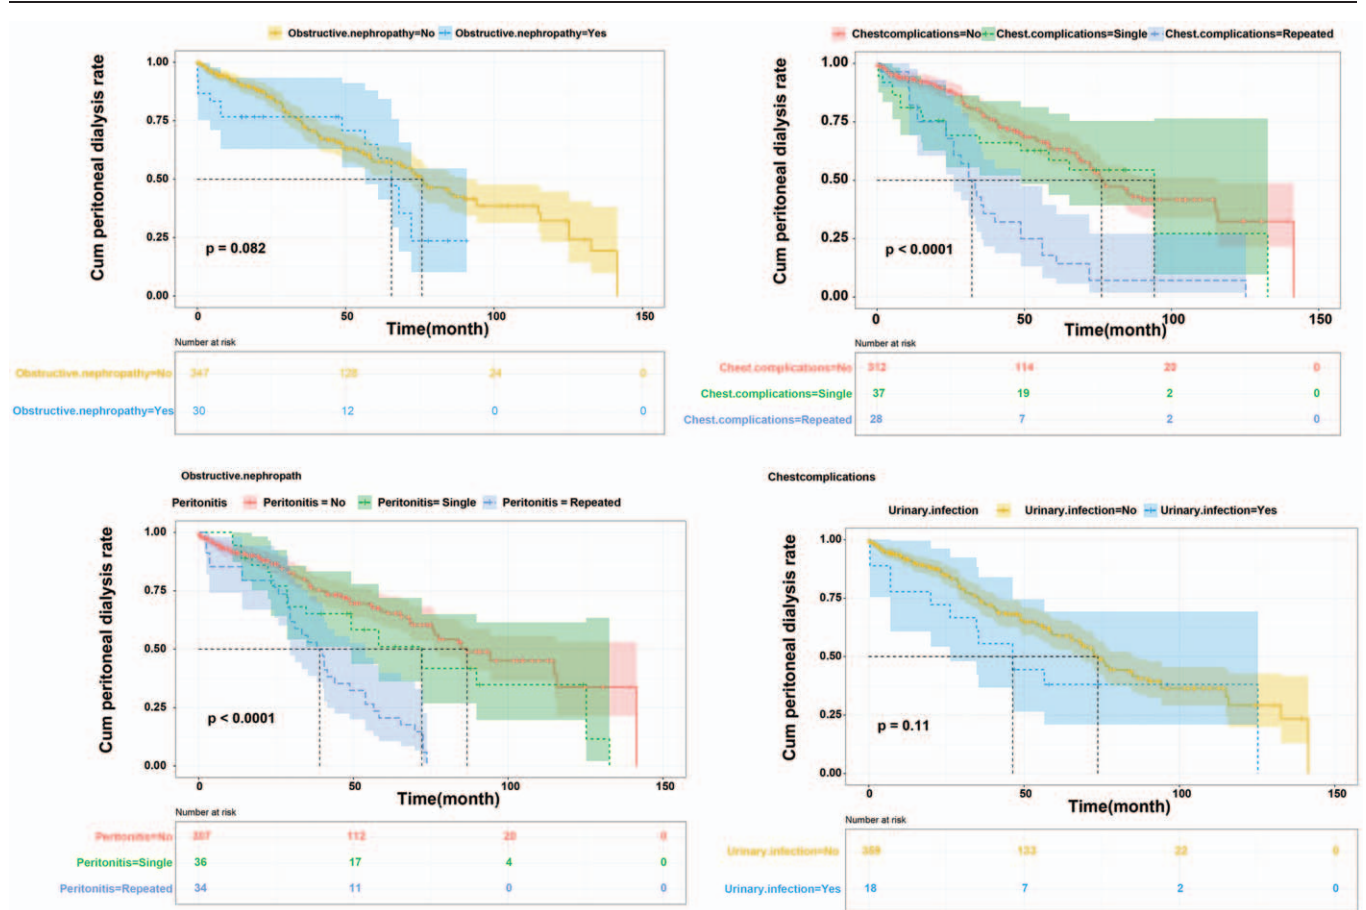 Obstructive.nephropathy=No Obstructive.nephropathy=Yes
Cum peritoneal dialysis rate
1.00
0.75
0.50
0.25
0.00
p = 0.082
0 50 100 150
Time(month)
Number at risk
Obstructive.nephropathy=No 347 128 24 0
Obstructive.nephropathy=Yes 30 12 0 0
Obstructive.nephropath
Chestcomplications=No Chest.complications=Single Chest.complications=Repeated
Cum peritoneal dialysis rate
1.00
0.75
0.50
0.25
0.00
p < 0.0001
0 50 100 150
Time(month)
Number at risk
Chest.complications=No 312 114 20 0
Chest.complications=Single 37 19 2 0
Chest.complications=Repeated 28 7 2 0
Chestcomplications
Peritonitis Peritonitis = No Peritonitis= Single Peritonitis = Repeated
Cum peritoneal dialysis rate
1.00
0.75
0.50
0.25
0.00
p < 0.0001
0 50 100 150
Time(month)
Number at risk
Peritonitis=No 307 112 20 0
Peritonitis=Single 36 17 4 0
Peritonitis=Repeated 34 11 0 0
Urinary.infection Urinary.infection=No Urinary.infection=Yes
Cum peritoneal dialysis rate
1.00
0.75
0.50
0.25
0.00
p = 0.11
0 50 100 150
Time(month)
Number at risk
Urinary.infection=No 359 133 22 0
Urinary.infection=Yes 18 7 2 0